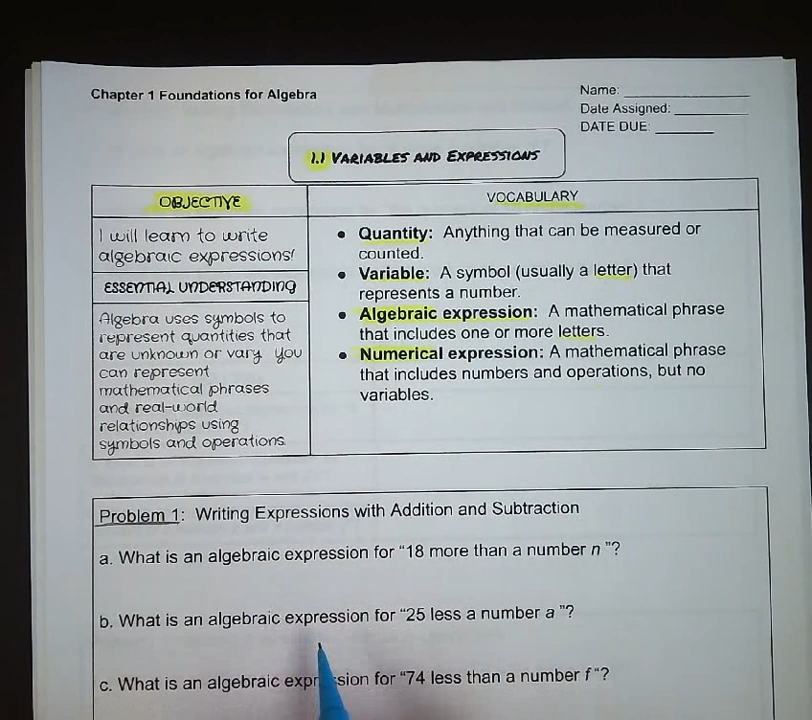 Chapter 1 Foundations for Algebra
Name: ____________
Date Assigned: ________
DATE DUE: ______
1.1 VARIABLES AND EXPRESSIONS
OBJECTIVE
I will learn to write
algebraic expressions!
ESSENTIAL UNDERSTANDING
Algebra uses symbols to
represent quantities that
are unknown or vary you
can represent
mathematical phrases
and real-world
relationships using
symbols and operations
VOCABULARY
● Quantity: Anything that can be measured or
counted.
● Variable: A symbol (usually a letter) that
represents a number.
● Algebraic expression: A mathematical phrase
that includes one or more letters.
● Numerical expression: A mathematical phrase
that includes numbers and operations, but no
variables.
Problem 1: Writing Expressions with Addition and Subtraction
a. What is an algebraic expression for “18 more than a number n ”?
b. What is an algebraic expression for “25 less a number a ”?
c. What is an algebraic expression for “74 less than a number f “?